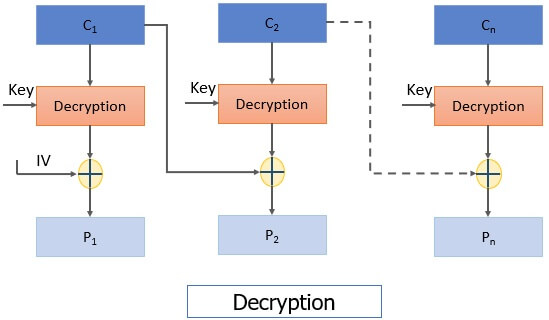 C₁ C₂ Cₙ
Key Decryption Key Decryption Key Decryption
IV
P₁ P₂ Pₙ
Decryption